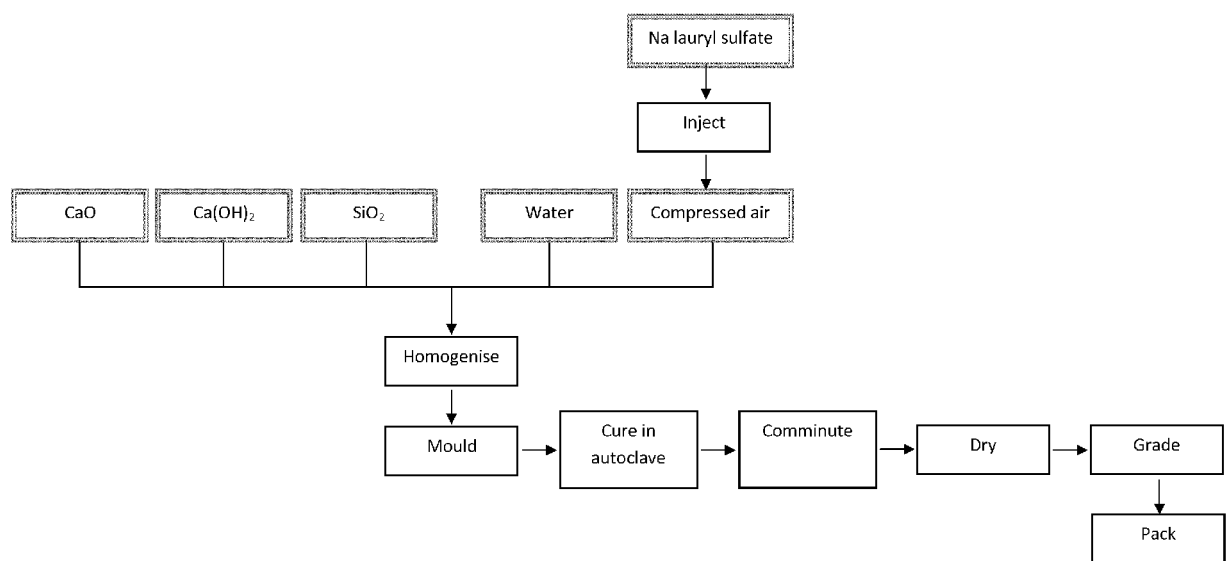 Na lauryl sulfate
Inject
CaO
Ca(OH)₂
SiO₂
Water
Compressed air
Homogenise
Mould
Cure in
autoclave
Comminute
Dry
Grade
Pack